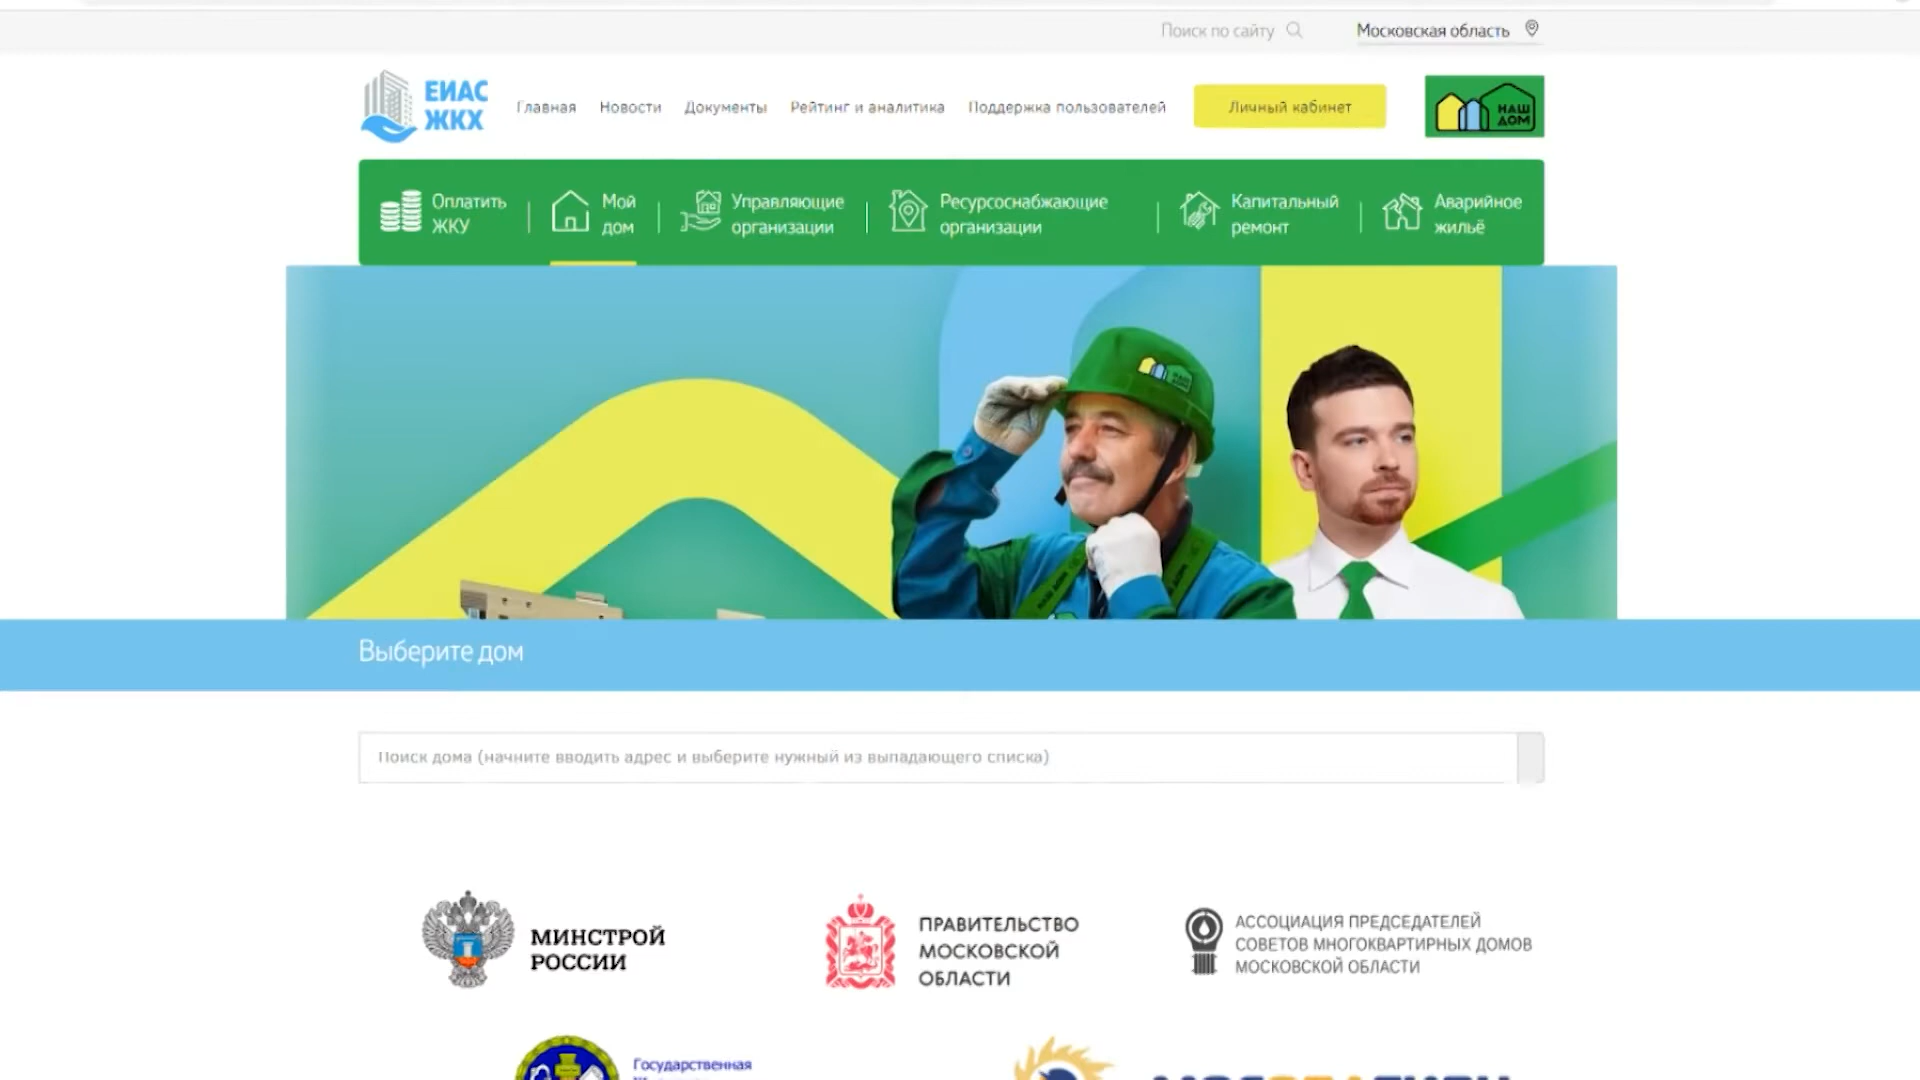 Поиск по сайту
Московская область
ЕИАС
ЖКХ
Главная
Новости
Документы
Рейтинг и аналитика
Поддержка пользователей
Личный кабинет
НАШ
ДОМ
Оплатить
ЖКУ
Мой
дом
Управляющие
организации
Ресурсоснабжающие
организации
Капитальный
ремонт
Аварийное
жильё
Выберите дом
Поиск дома (начните вводить адрес и выберите нужный из выпадающего списка)
МИНСТРОЙ
РОССИИ
ПРАВИТЕЛЬСТВО
МОСКОВСКОЙ
ОБЛАСТИ
АССОЦИАЦИЯ ПРЕДСЕДАТЕЛЕЙ
СОВЕТОВ МНОГОКВАРТИРНЫХ ДОМОВ
МОСКОВСКОЙ ОБЛАСТИ
Государственная